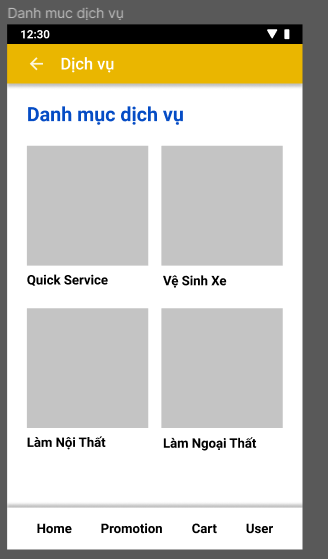 Danh muc dịch vụ
12:30
Dịch vụ
Danh mục dịch vụ
Quick Service
Vệ Sinh Xe
Làm Nội Thất
Làm Ngoại Thất
Home Promotion Cart User